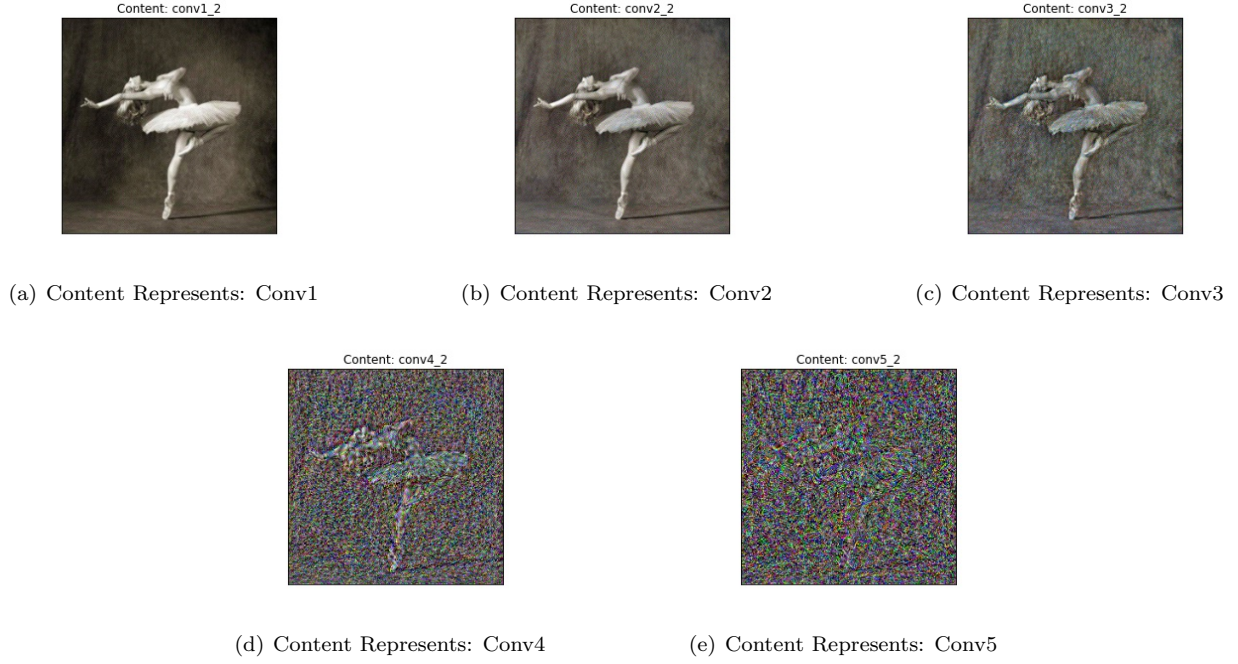 Content: conv1_2
Content: conv2_2
Content: conv3_2
(a) Content Represents: Conv1
(b) Content Represents: Conv2
(c) Content Represents: Conv3
Content: conv4_2
Content: conv5_2
(d) Content Represents: Conv4
(e) Content Represents: Conv5